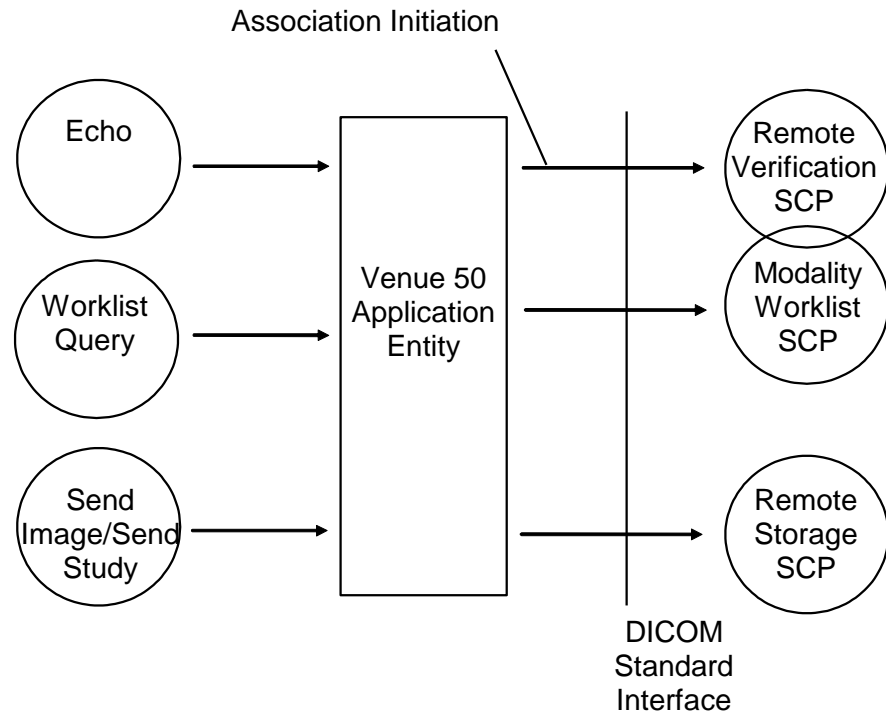 Association Initiation
Echo
Remote
Verification
SCP
Venue 50
Application
Entity
Worklist
Query
Modality
Worklist
SCP
Send
Image/Send
Study
Remote
Storage
SCP
DICOM
Standard
Interface